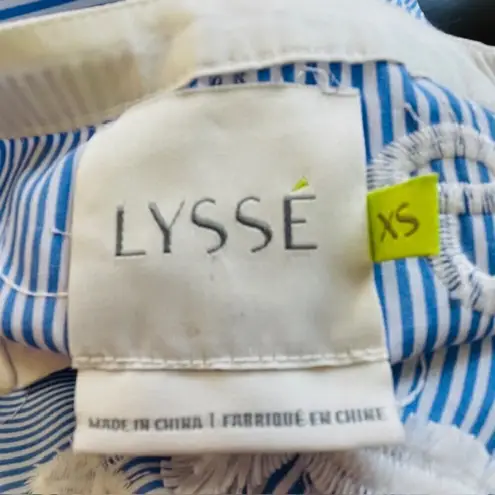 LYSSÉ
XS
MADE IN CHINA | FABRIQUÉ EN CHINE